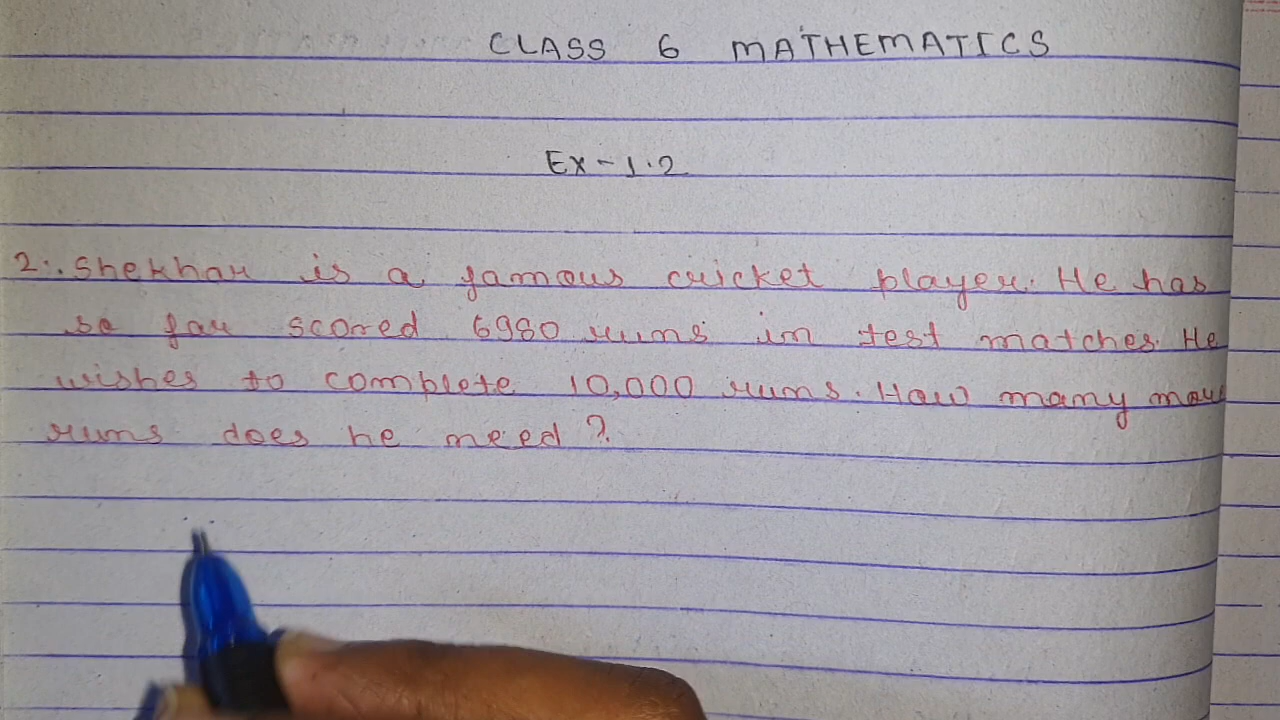 CLASS 6 MATHEMATICS
Ex - 1.2
2. Shekhar is a famous cricket player. He has
so far scored 6980 runs in test matches. He
wishes to complete 10,000 runs. How many more
runs does he need?